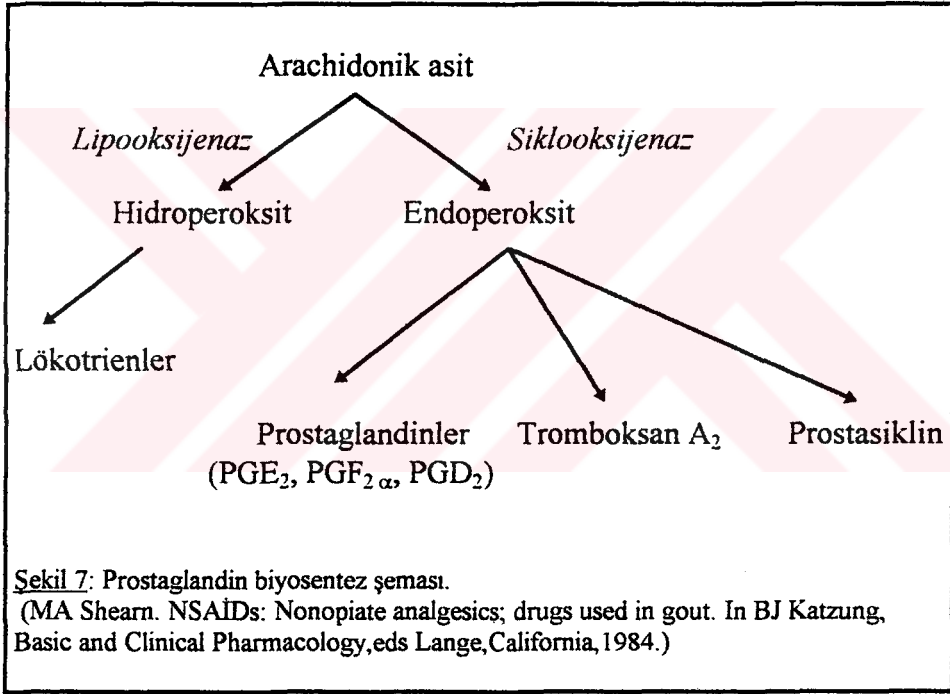 Arachidonik asit
Lipooksijenaz Siklooksijenaz
Hidroperoksit Endoperoksit
Lökotrienler
Prostaglandinler Tromboksan A₂ Prostasiklin
(PGE₂, PGF₂ α, PGD₂)
Şekil 7: Prostaglandin biyosentez şeması.
(MA Shearn. NSAİDs: Nonopiate analgesics; drugs used in gout. In BJ Katzung,
Basic and Clinical Pharmacology,eds Lange,California,1984.)